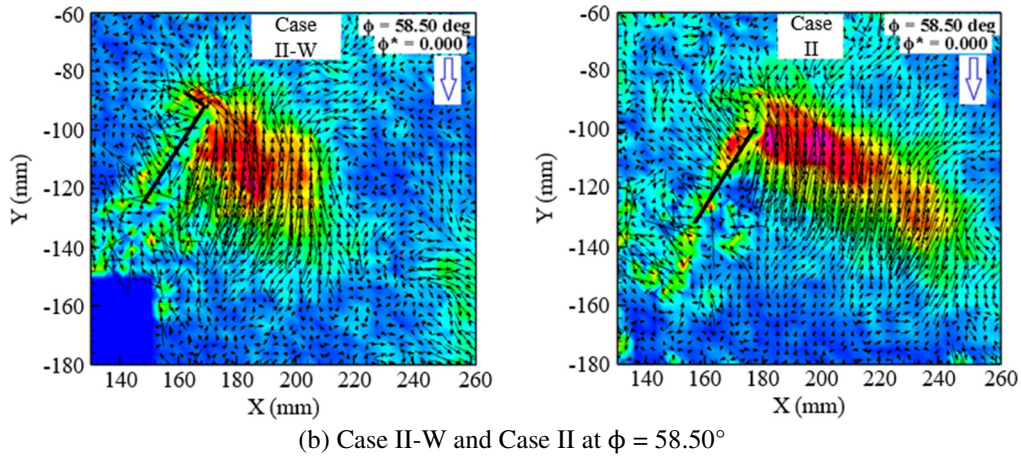 Case
II-W
ϕ = 58.50 deg
ϕ* = 0.000
-60
-80
-100
-120
-140
-160
-180
Y (mm)
140 160 180 200 220 240 260
X (mm)
Case
II
ϕ = 58.50 deg
ϕ* = 0.000
-60
-80
-100
-120
-140
-160
-180
Y (mm)
140 160 180 200 220 240 260
X (mm)
(b) Case II-W and Case II at ϕ = 58.50°